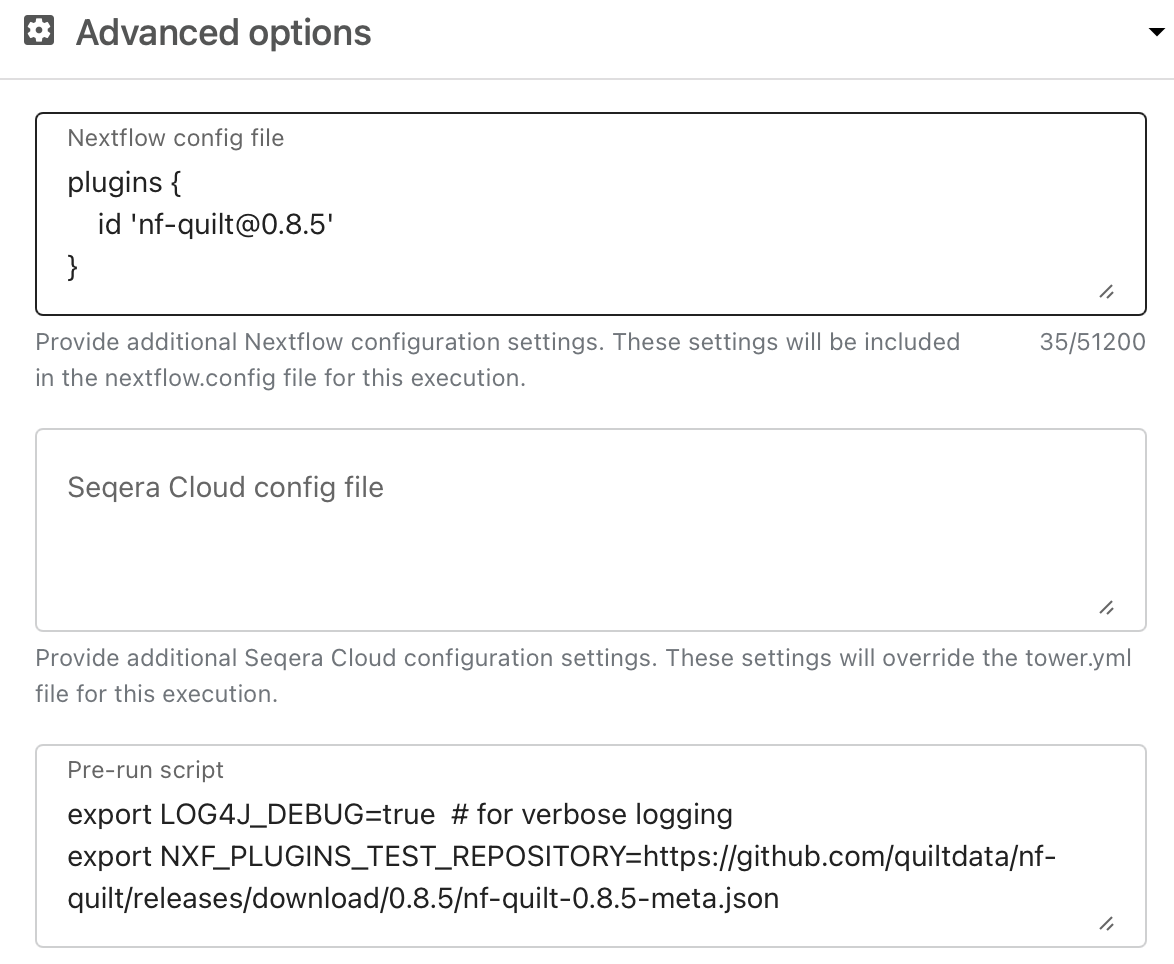 Advanced options
Nextflow config file
plugins {
    id 'nf-quilt@0.8.5'
}
Provide additional Nextflow configuration settings. These settings will be included
in the nextflow.config file for this execution.
35/51200
Seqera Cloud config file
Provide additional Seqera Cloud configuration settings. These settings will override the tower.yml
file for this execution.
Pre-run script
export LOG4J_DEBUG=true  # for verbose logging
export NXF_PLUGINS_TEST_REPOSITORY=https://github.com/quiltdata/nf-
quilt/releases/download/0.8.5/nf-quilt-0.8.5-meta.json